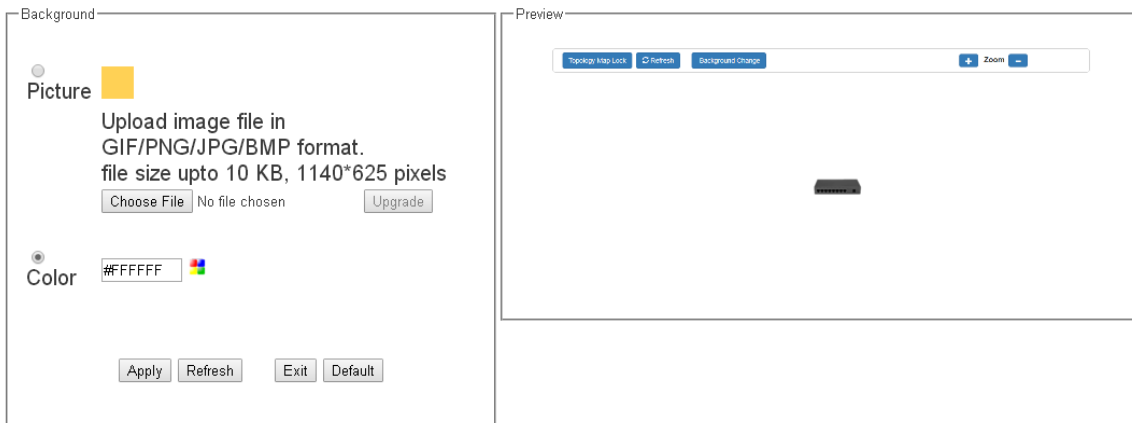 Background
Picture
Upload image file in
GIF/PNG/JPG/BMP format.
file size upto 10 KB, 1140*625 pixels
Choose File No file chosen Upgrade
Color #FFFFFF
Apply Refresh Exit Default
Preview
Topology Map Lock Refresh Background Change + Zoom −